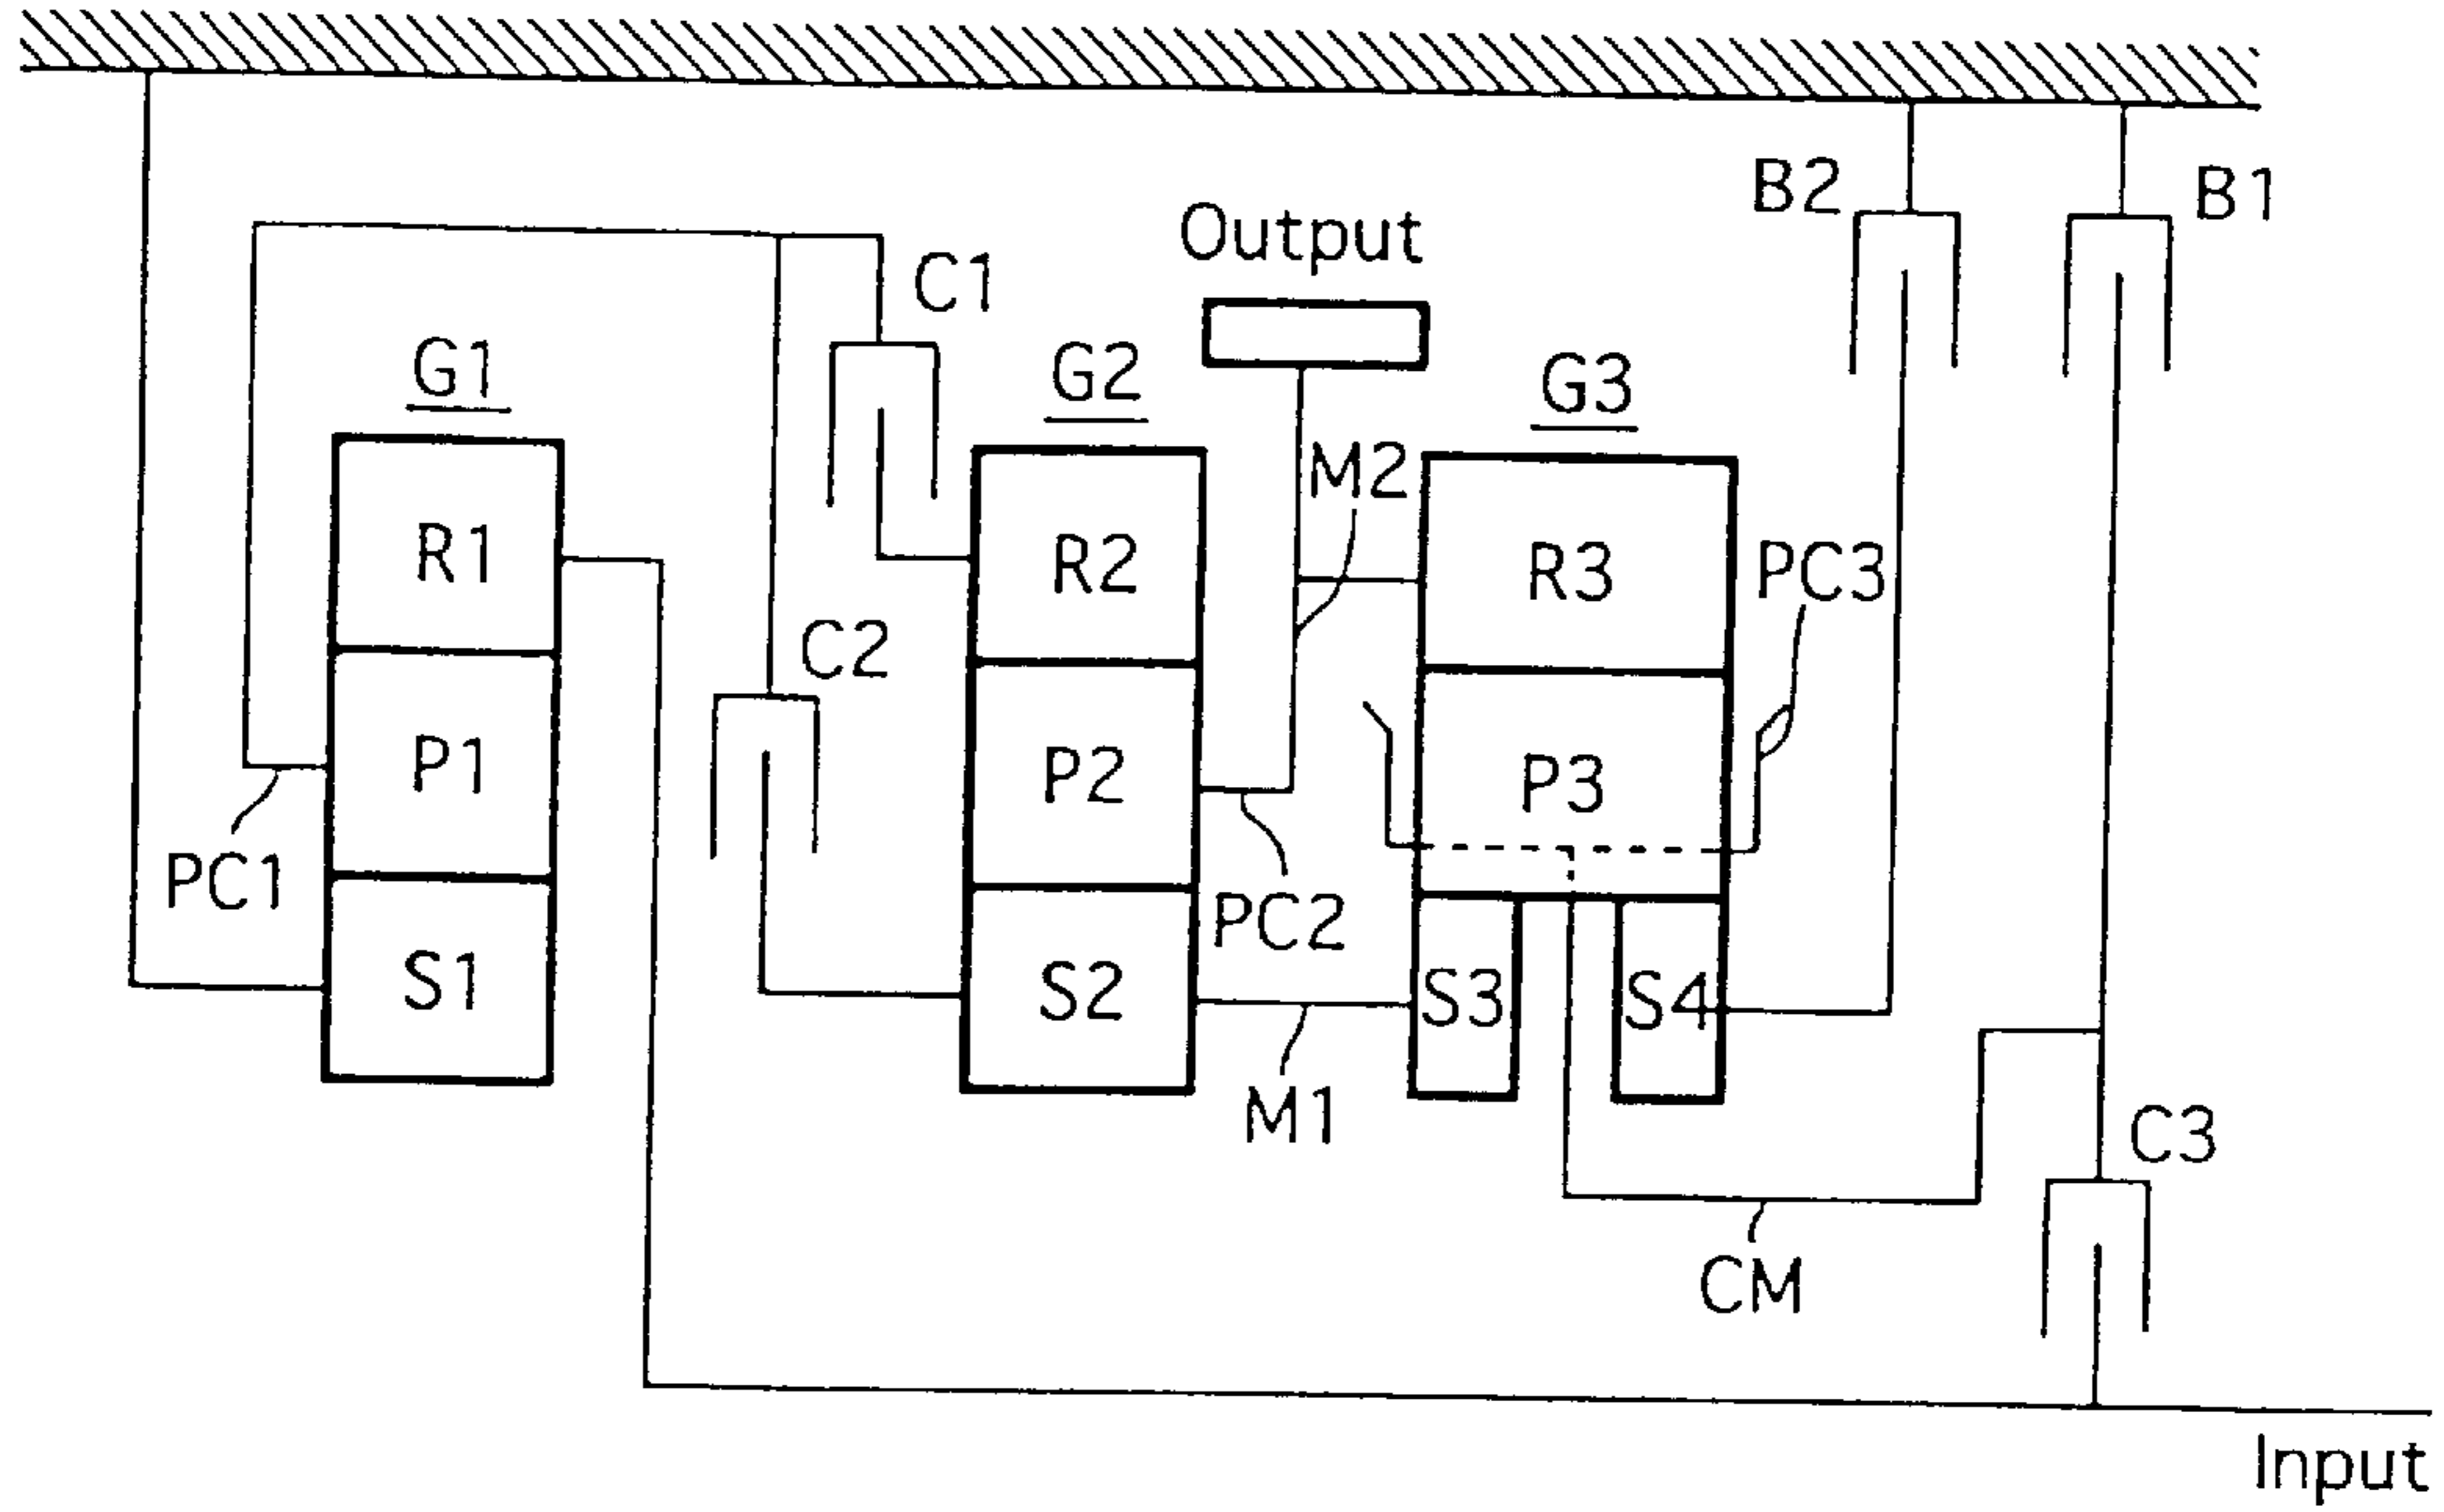 B2
B1
Output
C1
G1
G2
G3
M2
R1
R2
R3
PC3
C2
P1
P2
P3
PC1
PC2
S1
S2
S3
S4
M1
C3
CM
Input